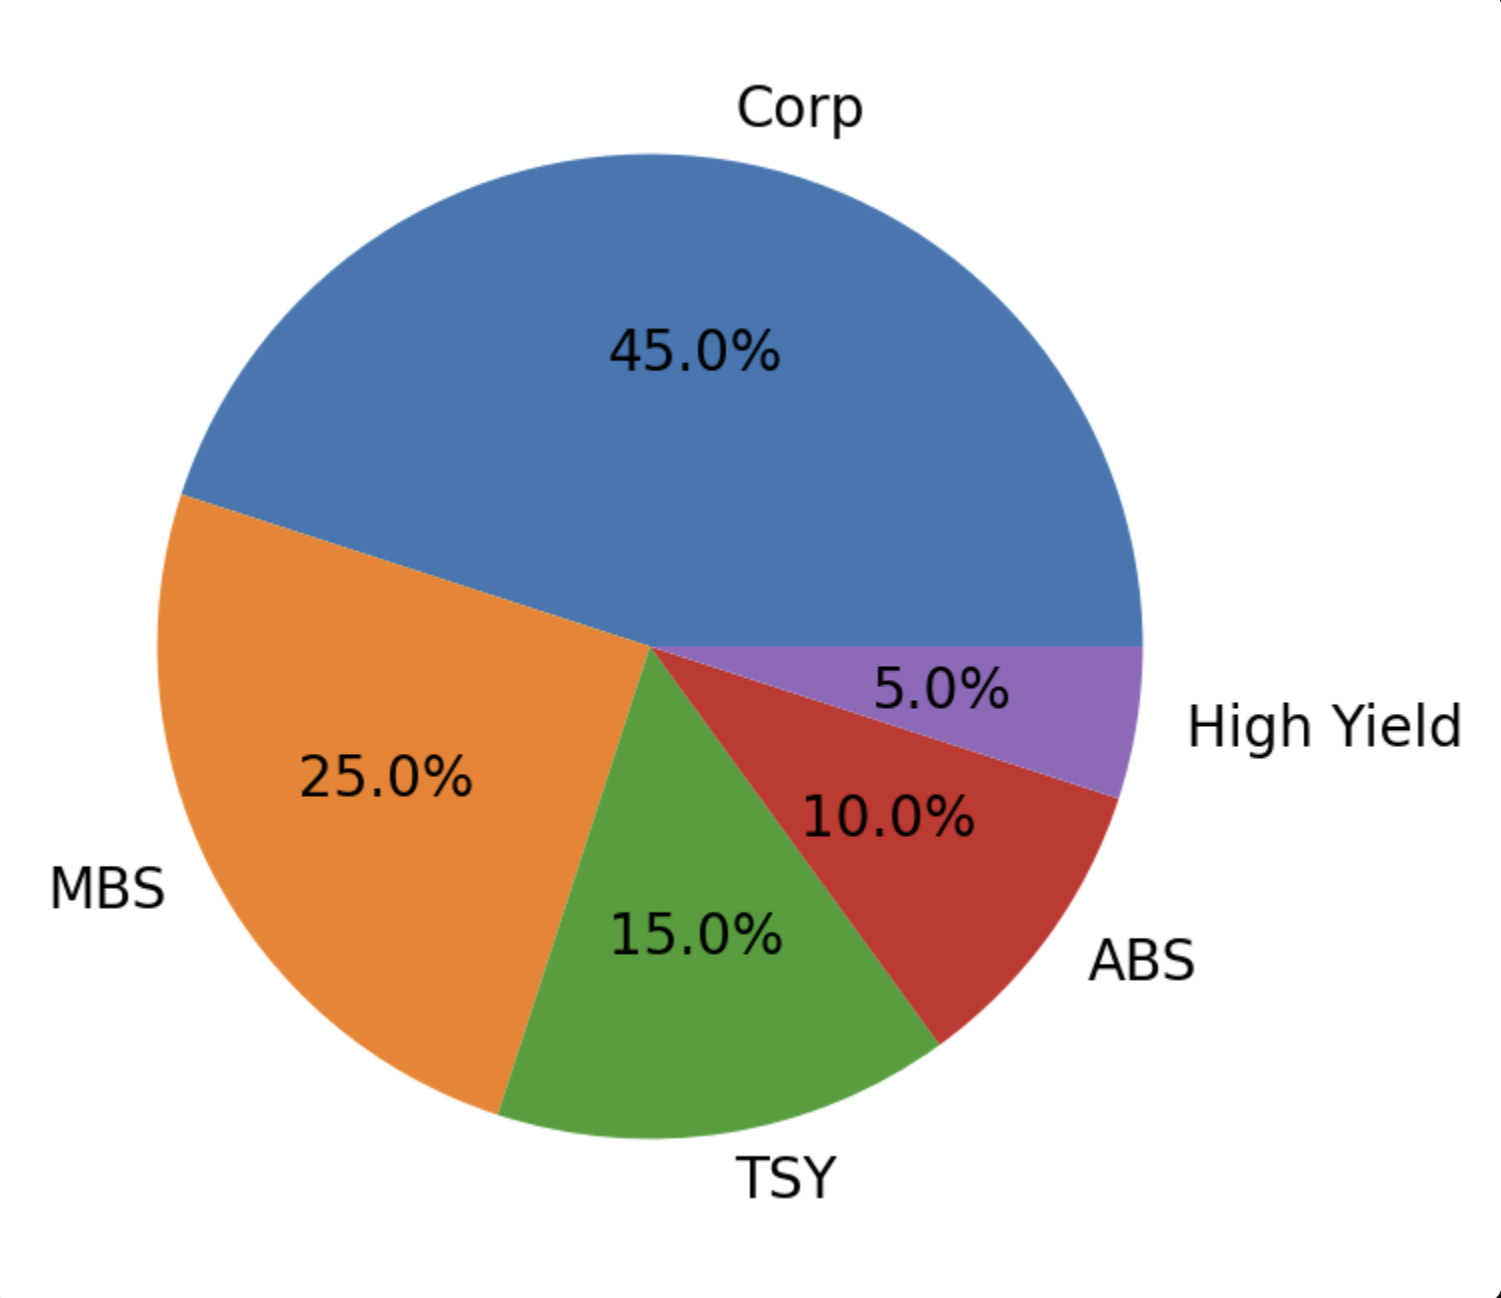 Corp
45.0%
5.0%
High Yield
25.0%
10.0%
MBS
15.0%
ABS
TSY